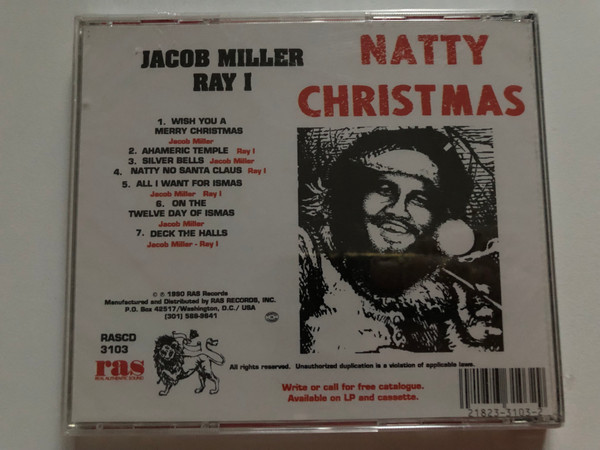 JACOB MILLER
RAY I
NATTY
CHRISTMAS
1. WISH YOU A
MERRY CHRISTMAS
Jacob Miller
2. AHAMERIC TEMPLE Ray I
3. SILVER BELLS Jacob Miller
4. NATTY NO SANTA CLAUS Ray I
5. ALL I WANT FOR ISMAS
Jacob Miller Ray I
6. ON THE
TWELVE DAY OF ISMAS
Jacob Miller
7. DECK THE HALLS
Jacob Miller - Ray I
© ℗ 1990 RAS Records
Manufactured and Distributed by RAS RECORDS, INC.
P.O. Box 42517/Washington, D.C./ USA
(301) 588-9641
RASCD
3103
ras
REAL AUTHENTIC SOUND
All rights reserved. Unauthorized duplication is a violation of applicable laws.
Write or call for free catalogue.
Available on LP and cassette.
21823-3103-2